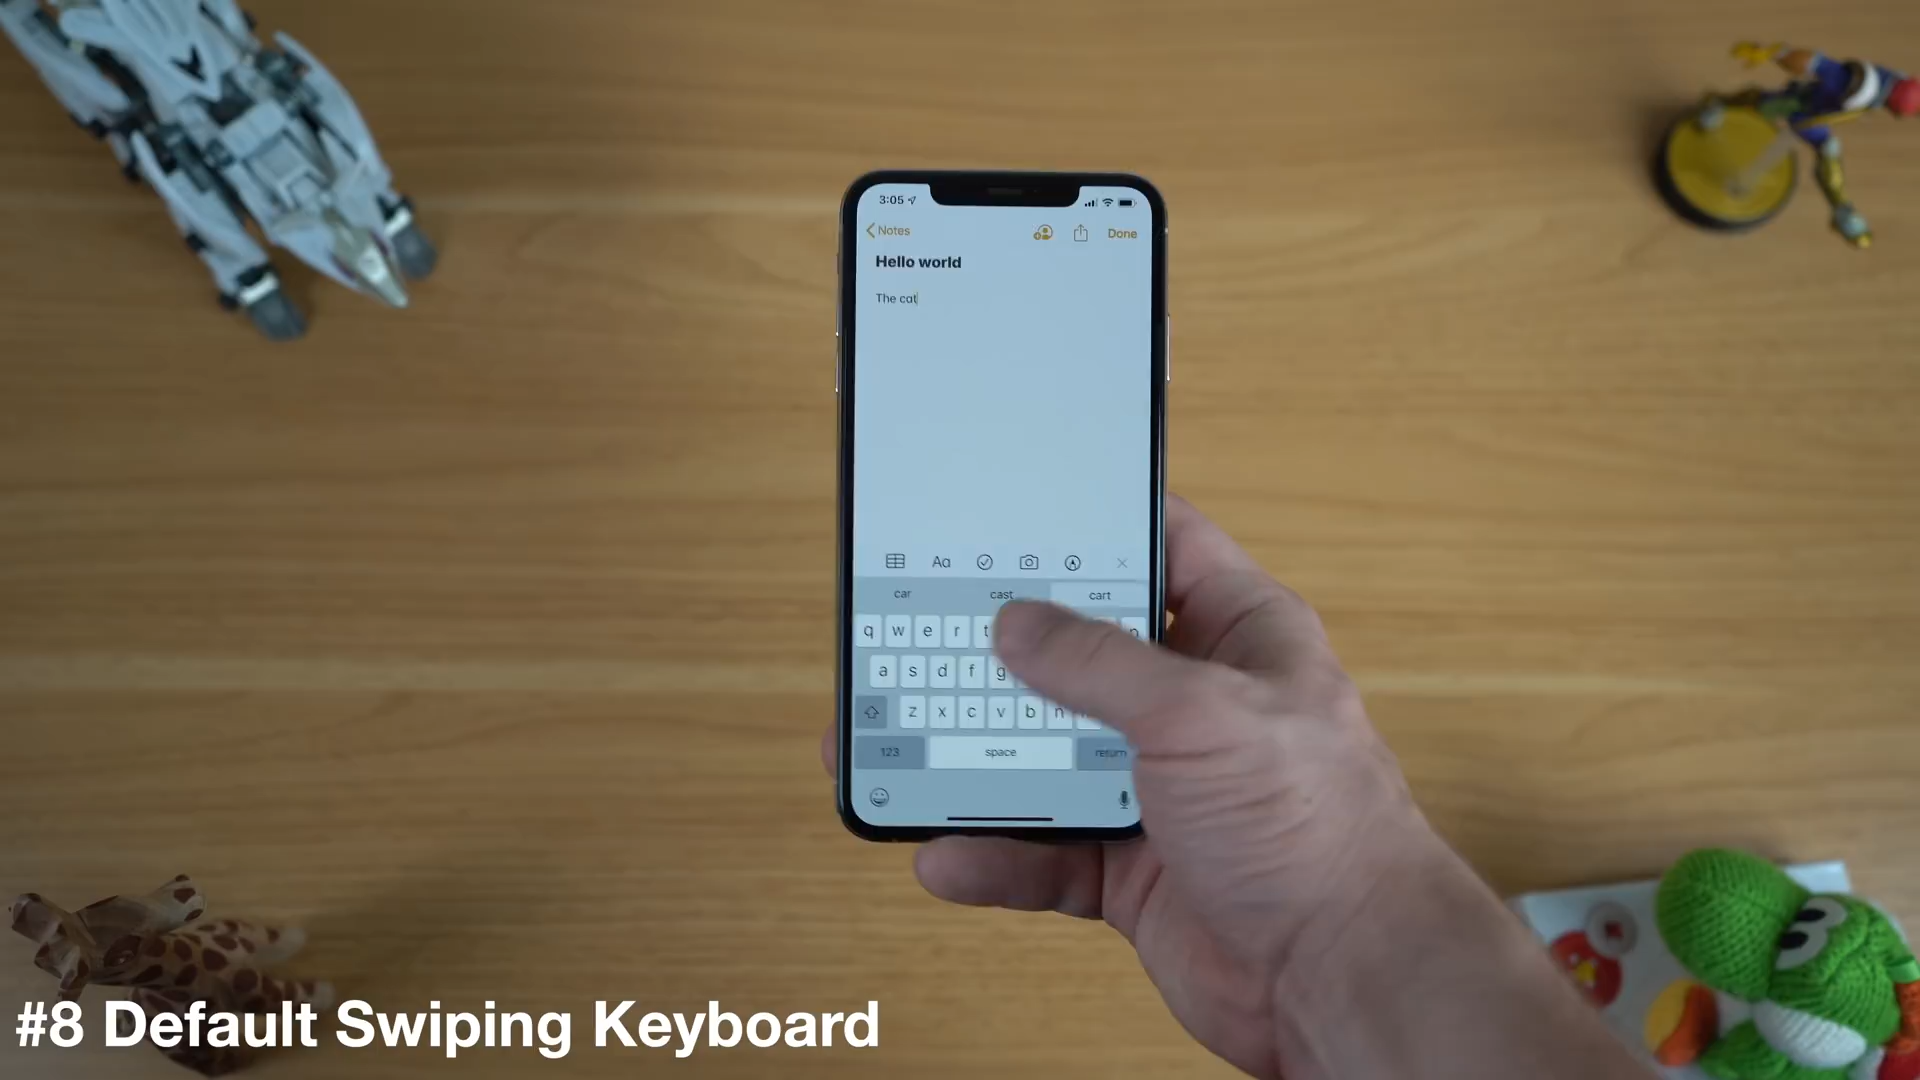 3:05
Notes
Done
Hello world
The cat
Aa
car cast cart
q w e r t
a s d f g
z x c v b n
123 space return
#8 Default Swiping Keyboard